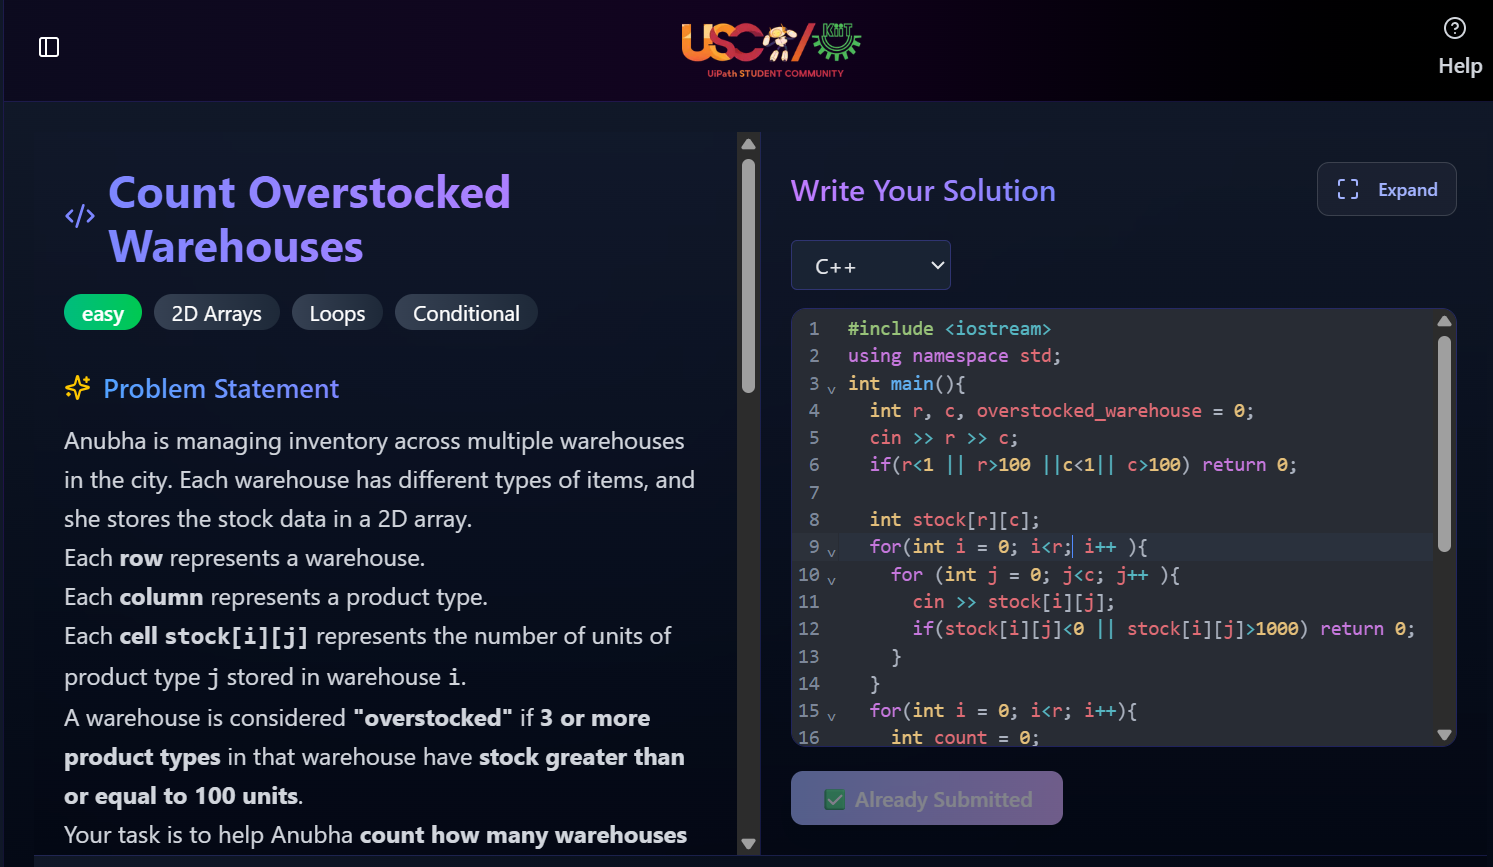 USC/KiiT
UiPath STUDENT COMMUNITY
Help
</> Count Overstocked
Warehouses
easy 2D Arrays Loops Conditional
Problem Statement
Anubha is managing inventory across multiple warehouses
in the city. Each warehouse has different types of items, and
she stores the stock data in a 2D array.
Each row represents a warehouse.
Each column represents a product type.
Each cell stock[i][j] represents the number of units of
product type j stored in warehouse i.
A warehouse is considered "overstocked" if 3 or more
product types in that warehouse have stock greater than
or equal to 100 units.
Your task is to help Anubha count how many warehouses
Write Your Solution
Expand
C++
1 #include <iostream>
2 using namespace std;
3 int main(){
4 int r, c, overstocked_warehouse = 0;
5 cin >> r >> c;
6 if(r<1 || r>100 ||c<1|| c>100) return 0;
7
8 int stock[r][c];
9 for(int i = 0; i<r; i++ ){
10 for (int j = 0; j<c; j++ ){
11 cin >> stock[i][j];
12 if(stock[i][j]<0 || stock[i][j]>1000) return 0;
13 }
14 }
15 for(int i = 0; i<r; i++){
16 int count = 0;
Already Submitted